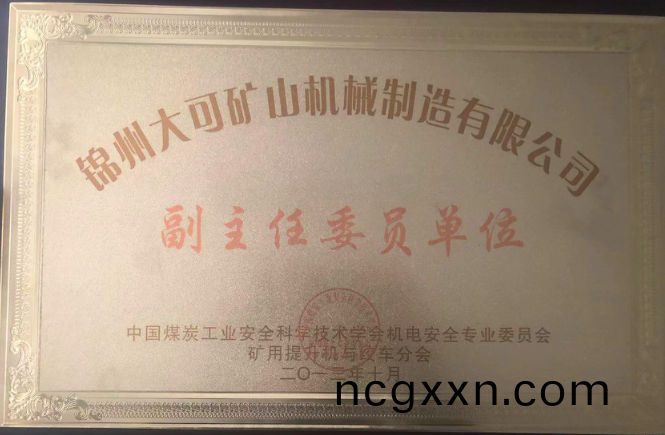 锦州大可矿山机械制造有限公司
副主任委员单位
中国煤炭工业安全科学技术学会机电安全专业委员会
矿用提升机与绞车分会
二〇一三年十月
ncgxxn.com